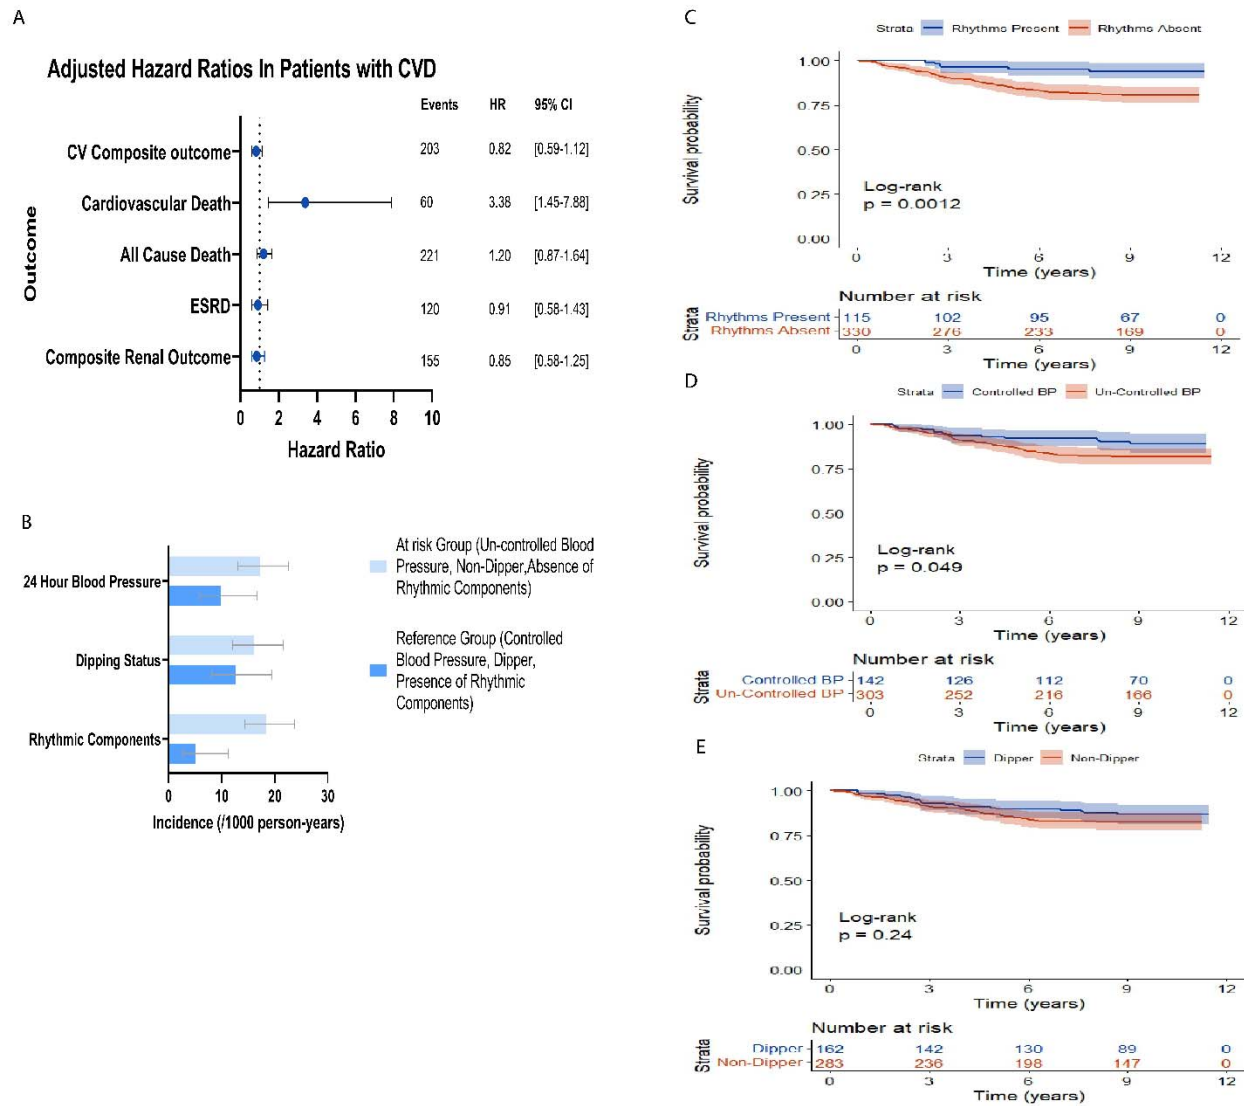 A
Adjusted Hazard Ratios In Patients with CVD
Events HR 95% CI
CV Composite outcome 203 0.82 [0.59-1.12]
Cardiovascular Death 60 3.38 [1.45-7.88]
All Cause Death 221 1.20 [0.87-1.64]
ESRD 120 0.91 [0.58-1.43]
Composite Renal Outcome 155 0.85 [0.58-1.25]
Outcome
0 2 4 6 8 10
Hazard Ratio
B
24 Hour Blood Pressure
Dipping Status
Rhythmic Components
0 10 20 30
Incidence (/1000 person-years)
At risk Group (Un-controlled Blood
Pressure, Non-Dipper,Absence of
Rhythmic Components)
Reference Group (Controlled
Blood Pressure, Dipper,
Presence of Rhythmic
Components)
C
Strata Rhythms Present Rhythms Absent
Survival probability
1.00
0.75
0.50
0.25
0.00
Log-rank
p = 0.0012
0 3 6 9 12
Time (years)
Number at risk
Strata
Rhythms Present 115 102 95 67 0
Rhythms Absent 330 276 233 169 0
0 3 6 9 12
Time (years)
D
Strata Controlled BP Un-Controlled BP
Survival probability
1.00
0.75
0.50
0.25
0.00
Log-rank
p = 0.049
0 3 6 9 12
Time (years)
Number at risk
Strata
Controlled BP 142 126 112 70 0
Un-Controlled BP 303 252 216 166 0
0 3 6 9 12
Time (years)
E
Strata Dipper Non-Dipper
Survival probability
1.00
0.75
0.50
0.25
0.00
Log-rank
p = 0.24
0 3 6 9 12
Time (years)
Number at risk
Strata
Dipper 162 142 130 89 0
Non-Dipper 283 236 198 147 0
0 3 6 9 12
Time (years)